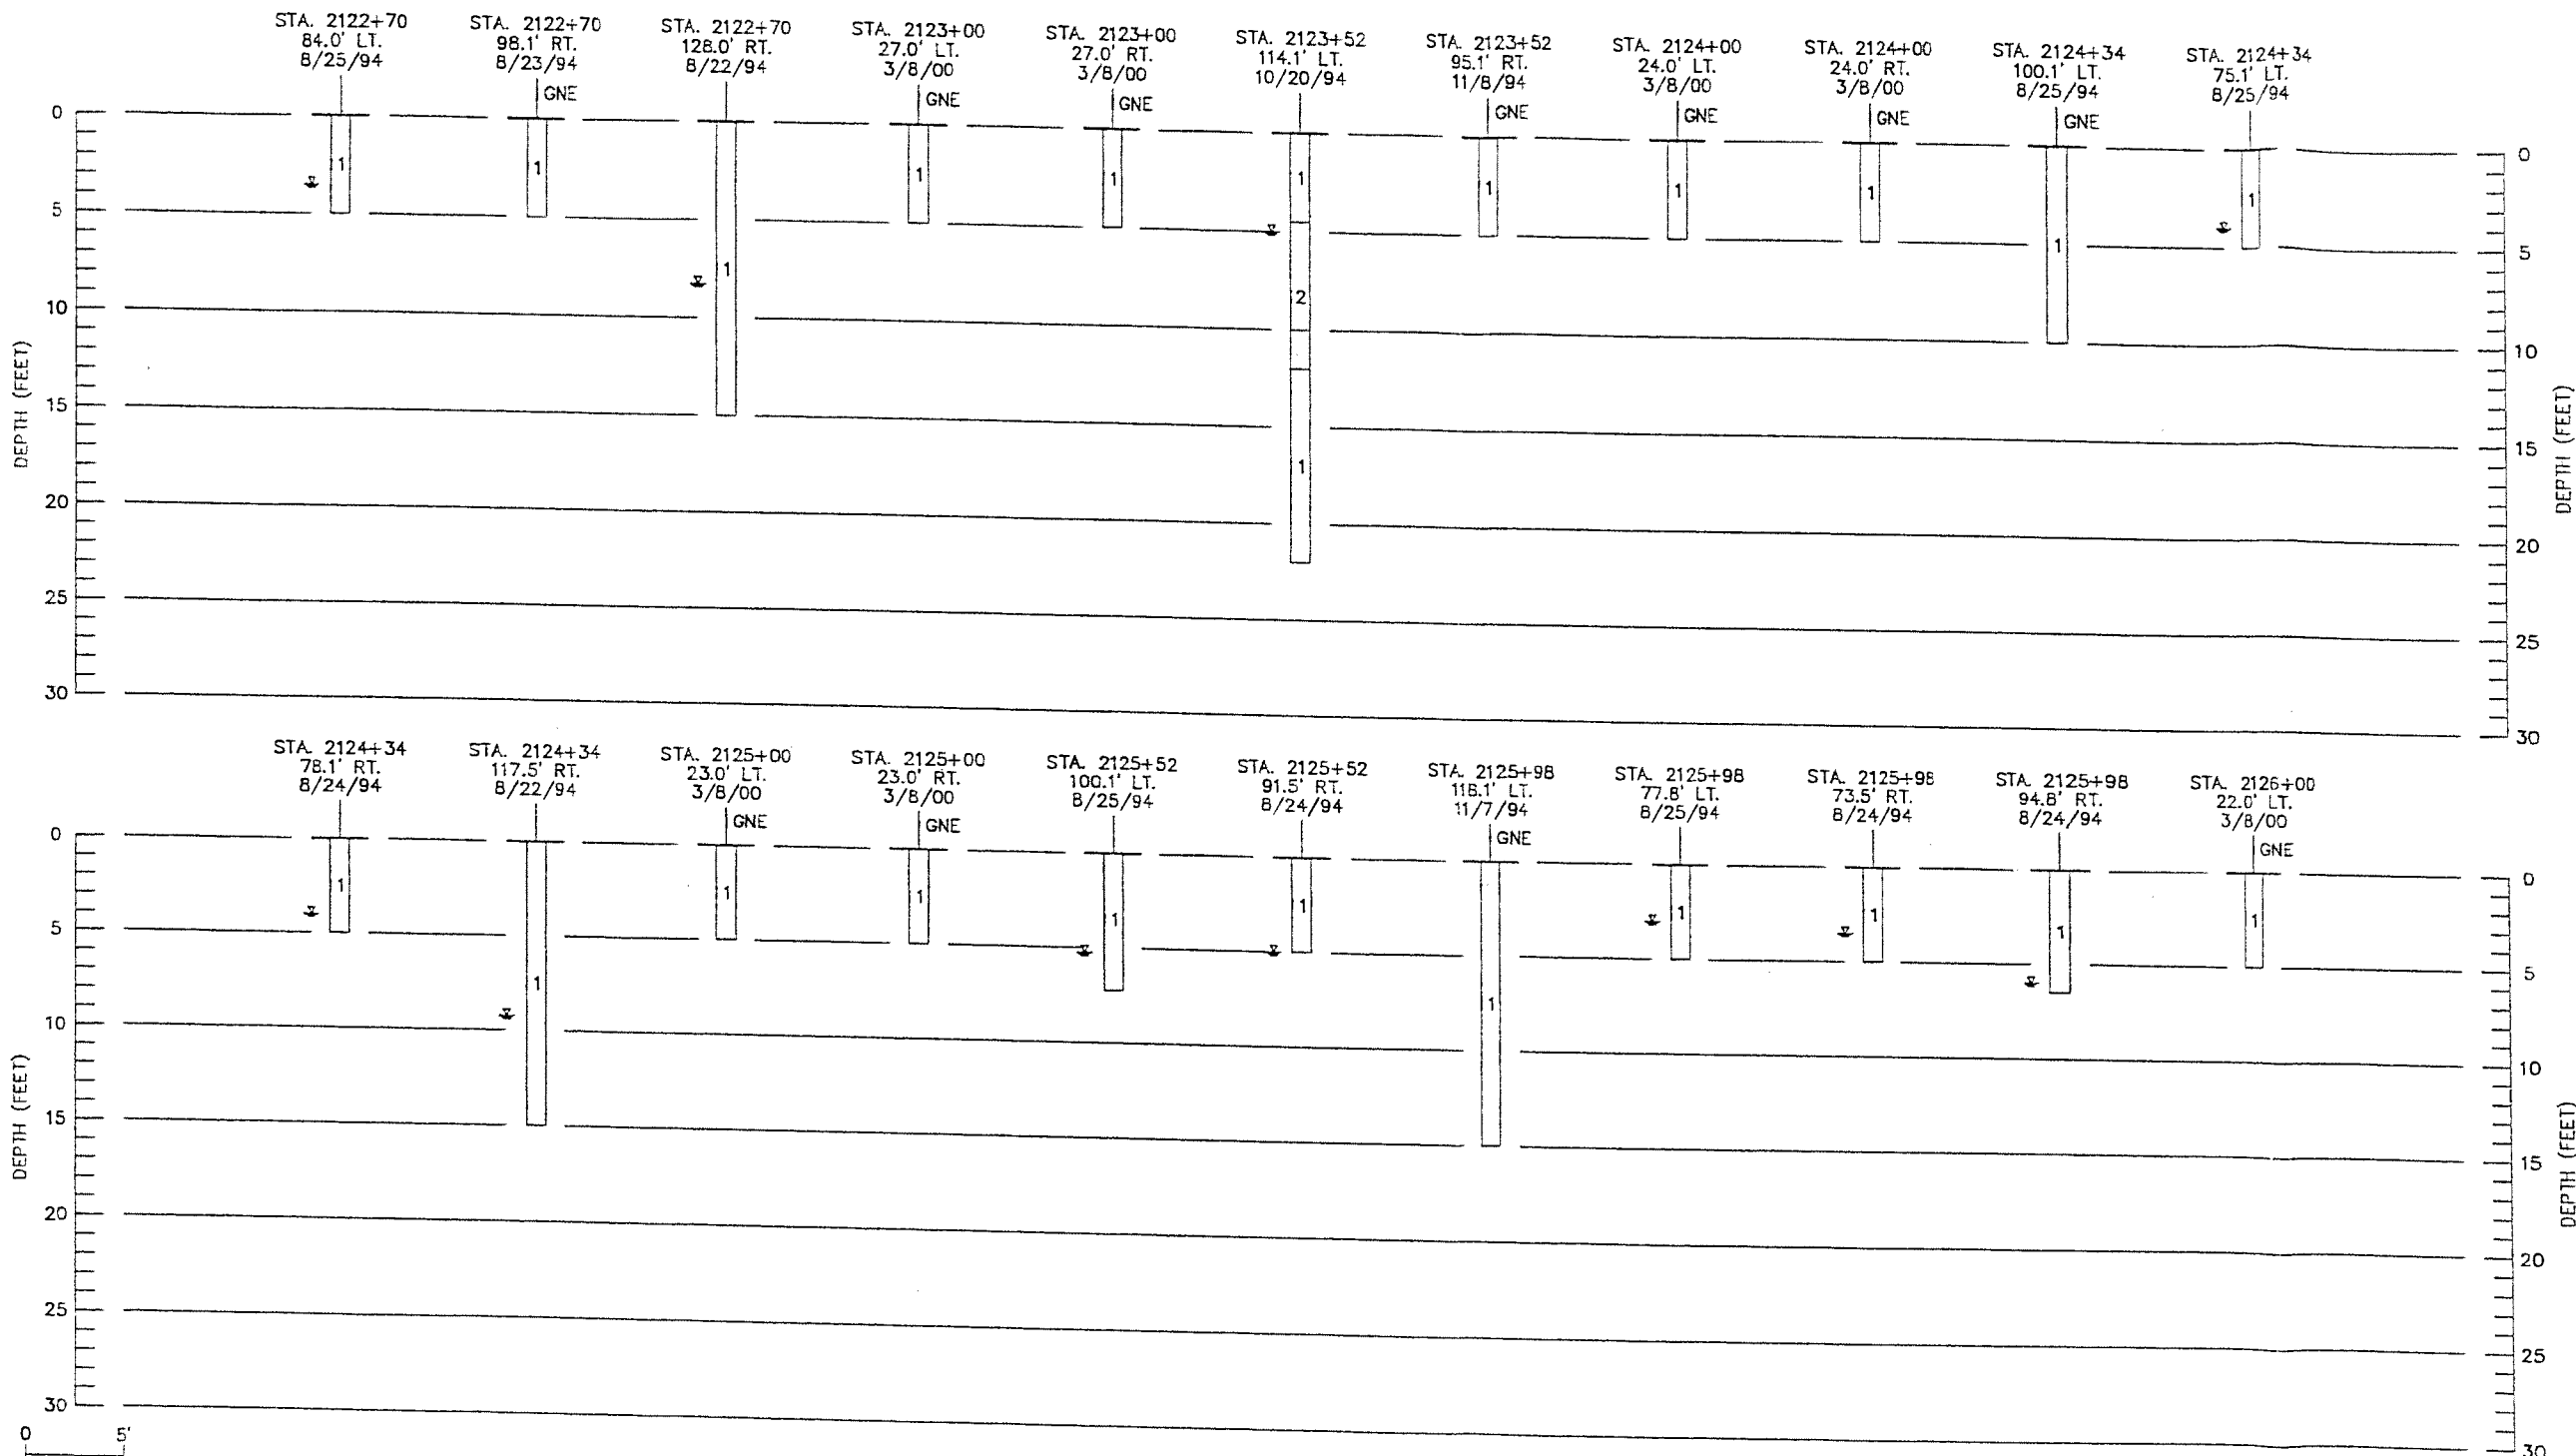 STA. 2122+70
84.0' LT.
8/25/94
STA. 2122+70
98.1' RT.
8/23/94
GNE
STA. 2122+70
128.0' RT.
8/22/94
STA. 2123+00
27.0' LT.
3/8/00
GNE
STA. 2123+00
27.0' RT.
3/8/00
GNE
STA. 2123+52
114.1' LT.
10/20/94
STA. 2123+52
95.1' RT.
11/8/94
GNE
STA. 2124+00
24.0' LT.
3/8/00
GNE
STA. 2124+00
24.0' RT.
3/8/00
GNE
STA. 2124+34
100.1' LT.
8/25/94
GNE
STA. 2124+34
75.1' LT.
8/25/94
DEPTH (FEET)
0
5
10
15
20
25
30
1
1
1
1
1
1
2
1
1
1
1
1
1
0
5
10
15
20
25
30
DEPTH (FEET)
STA. 2124+34
78.1' RT.
8/24/94
STA. 2124+34
117.5' RT.
8/22/94
STA. 2125+00
23.0' LT.
3/8/00
GNE
STA. 2125+00
23.0' RT.
3/8/00
GNE
STA. 2125+52
100.1' LT.
8/25/94
STA. 2125+52
91.5' RT.
8/24/94
STA. 2125+98
118.1' LT.
11/7/94
GNE
STA. 2125+98
77.8' LT.
8/25/94
STA. 2125+98
73.5' RT.
8/24/94
STA. 2125+98
94.8' RT.
8/24/94
STA. 2126+00
22.0' LT.
3/8/00
GNE
DEPTH (FEET)
0
5
10
15
20
25
30
1
1
1
1
1
1
1
1
1
1
1
0
5
10
15
20
25
30
DEPTH (FEET)
0 5'